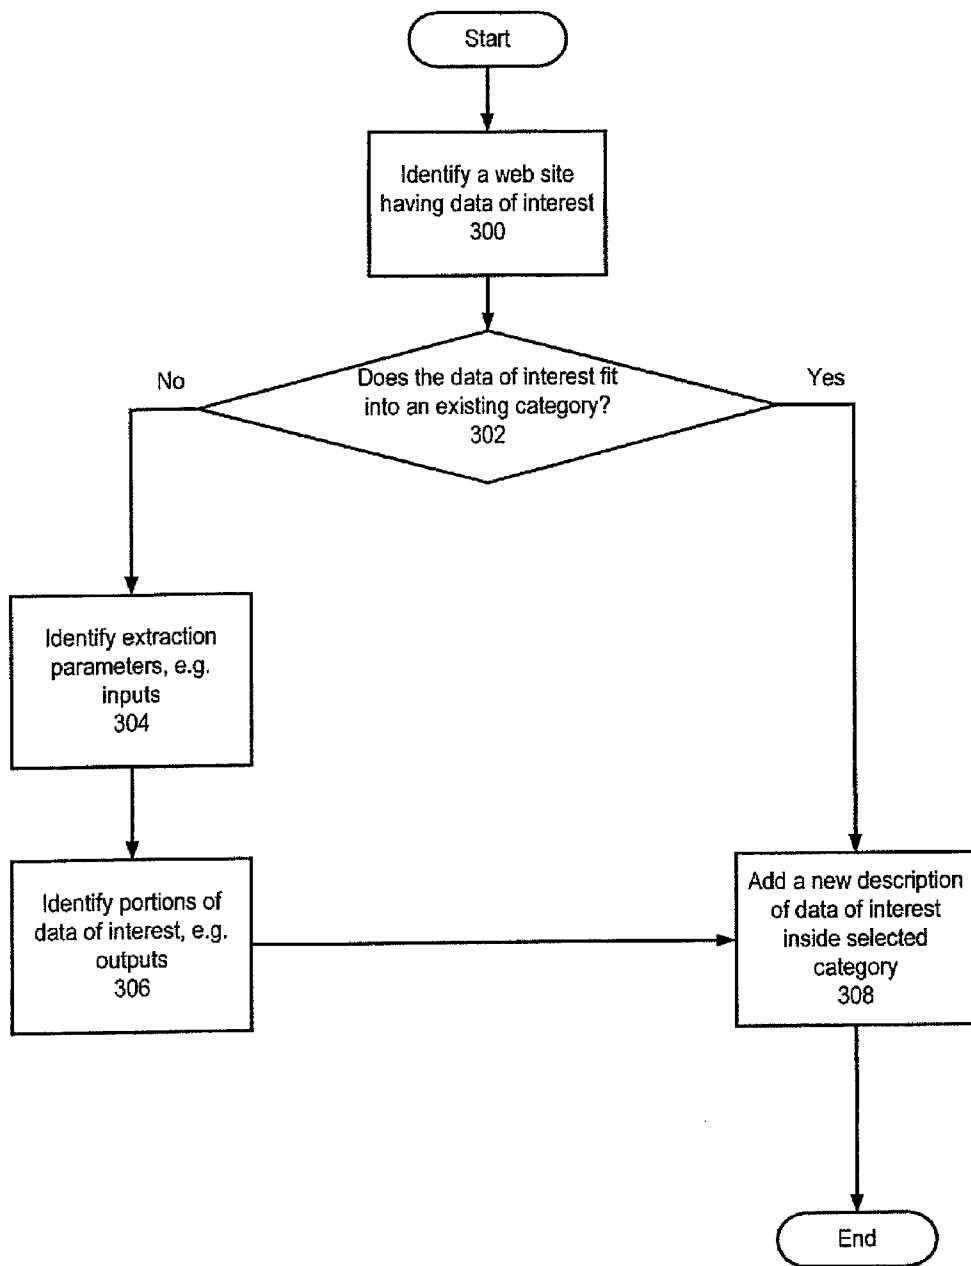 Start
Identify a web site
having data of interest
300
No
Does the data of interest fit
into an existing category?
302
Yes
Identify extraction
parameters, e.g.
inputs
304
Identify portions of
data of interest, e.g.
outputs
306
Add a new description
of data of interest
inside selected
category
308
End